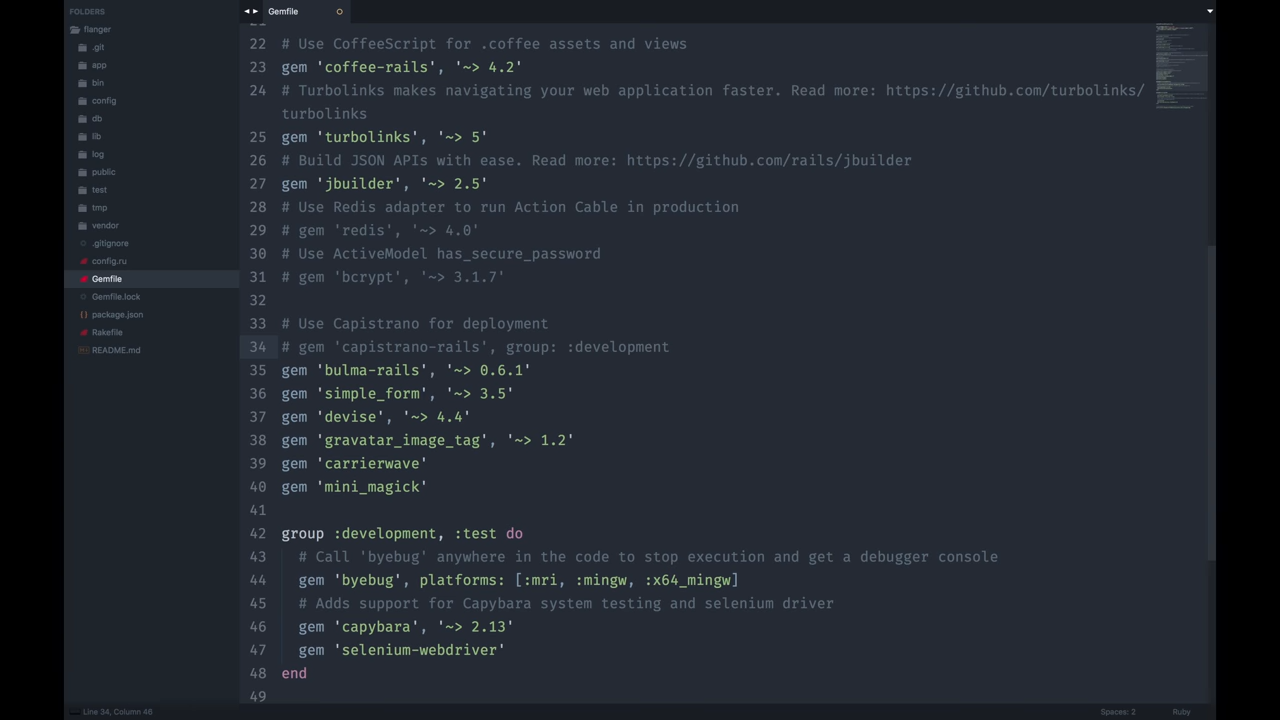 FOLDERS
flanger
.git
app
bin
config
db
lib
log
public
test
tmp
vendor
.gitignore
config.ru
Gemfile
Gemfile.lock
package.json
Rakefile
README.md
Gemfile
21
22 # Use CoffeeScript for .coffee assets and views
23 gem 'coffee-rails', '~> 4.2'
24 # Turbolinks makes navigating your web application faster. Read more: https://github.com/turbolinks/
turbolinks
25 gem 'turbolinks', '~> 5'
26 # Build JSON APIs with ease. Read more: https://github.com/rails/jbuilder
27 gem 'jbuilder', '~> 2.5'
28 # Use Redis adapter to run Action Cable in production
29 # gem 'redis', '~> 4.0'
30 # Use ActiveModel has_secure_password
31 # gem 'bcrypt', '~> 3.1.7'
32
33 # Use Capistrano for deployment
34 # gem 'capistrano-rails', group: :development
35 gem 'bulma-rails', '~> 0.6.1'
36 gem 'simple_form', '~> 3.5'
37 gem 'devise', '~> 4.4'
38 gem 'gravatar_image_tag', '~> 1.2'
39 gem 'carrierwave'
40 gem 'mini_magick'
41
42 group :development, :test do
43   # Call 'byebug' anywhere in the code to stop execution and get a debugger console
44   gem 'byebug', platforms: [:mri, :mingw, :x64_mingw]
45   # Adds support for Capybara system testing and selenium driver
46   gem 'capybara', '~> 2.13'
47   gem 'selenium-webdriver'
48 end
49
Line 34, Column 46
Spaces: 2
Ruby